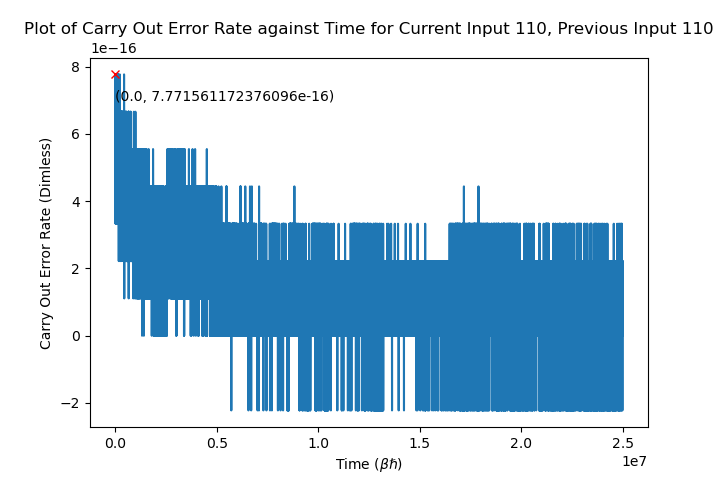 Plot of Carry Out Error Rate against Time for Current Input 110, Previous Input 110
1e−16
8
(0.0, 7.771561172376096e-16)
6
4
2
0
−2
Carry Out Error Rate (Dimless)
0.0 0.5 1.0 1.5 2.0 2.5
1e7
Time (βħ)